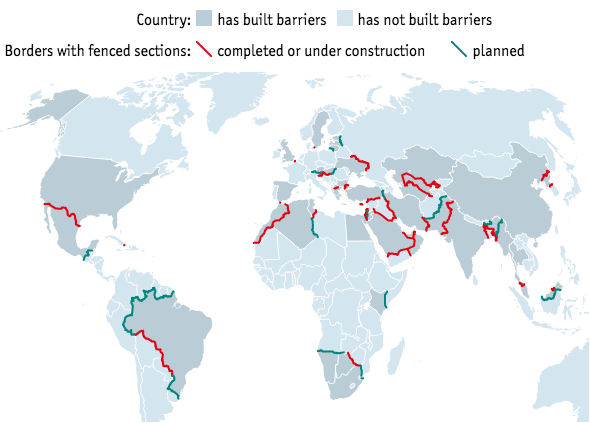 Country: has built barriers has not built barriers
Borders with fenced sections: completed or under construction planned